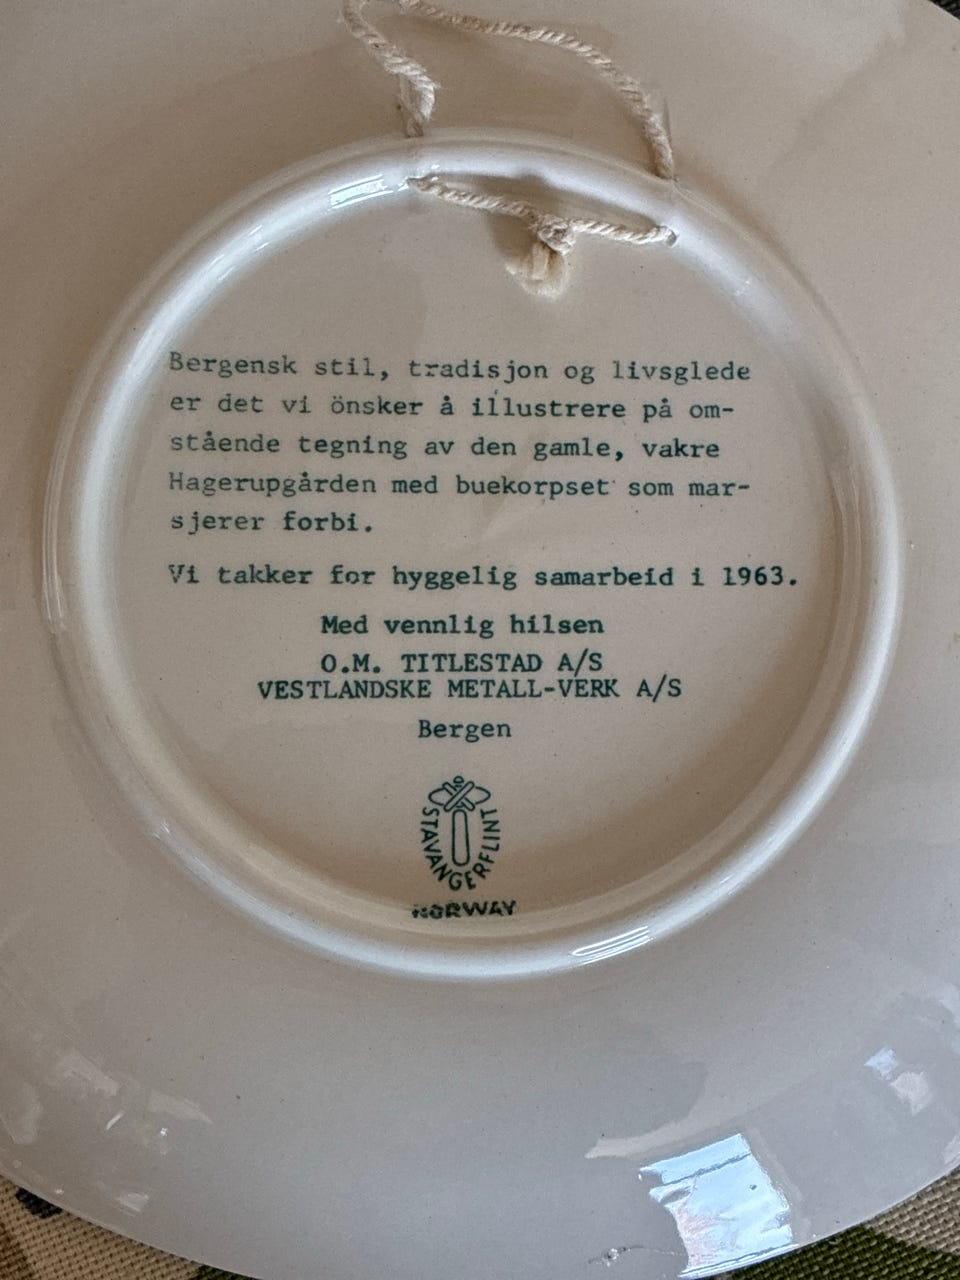 Bergensk stil, tradisjon og livsglede
er det vi önsker å illustrere på om-
stående tegning av den gamle, vakre
Hagerupgården med buekorpset som mar-
sjerer forbi.
Vi takker for hyggelig samarbeid i 1963.
Med vennlig hilsen
O.M. TITLESTAD A/S
VESTLANDSKE METALL-VERK A/S
Bergen
STAVANGERFLINT
NORWAY